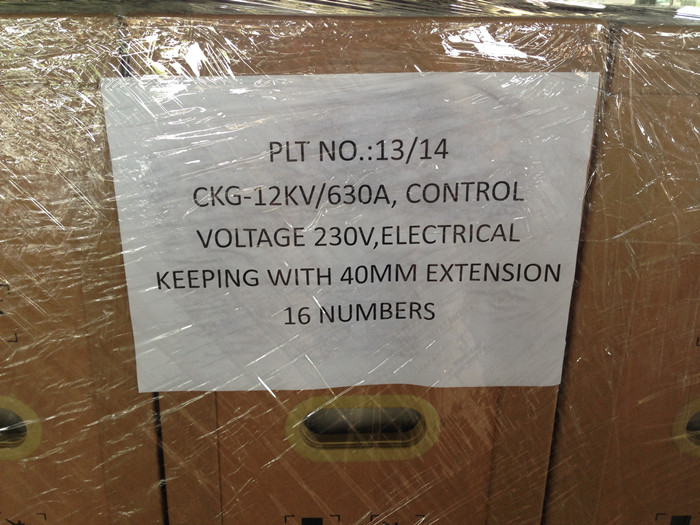 PLT NO.:13/14
CKG-12KV/630A, CONTROL
VOLTAGE 230V,ELECTRICAL
KEEPING WITH 40MM EXTENSION
16 NUMBERS